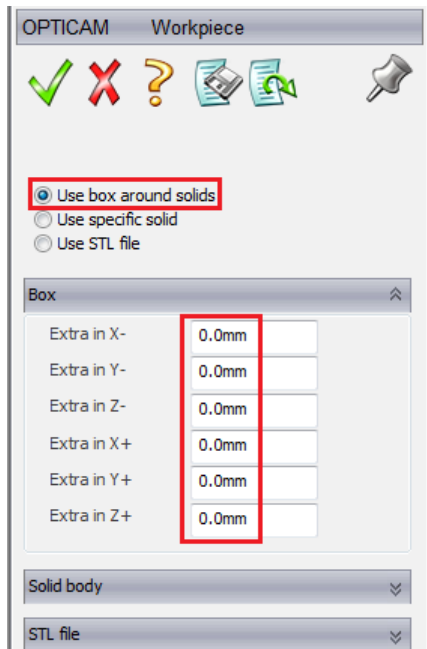 OPTICAM Workpiece
Use box around solids
Use specific solid
Use STL file
Box
Extra in X- 0.0mm
Extra in Y- 0.0mm
Extra in Z- 0.0mm
Extra in X+ 0.0mm
Extra in Y+ 0.0mm
Extra in Z+ 0.0mm
Solid body
STL file